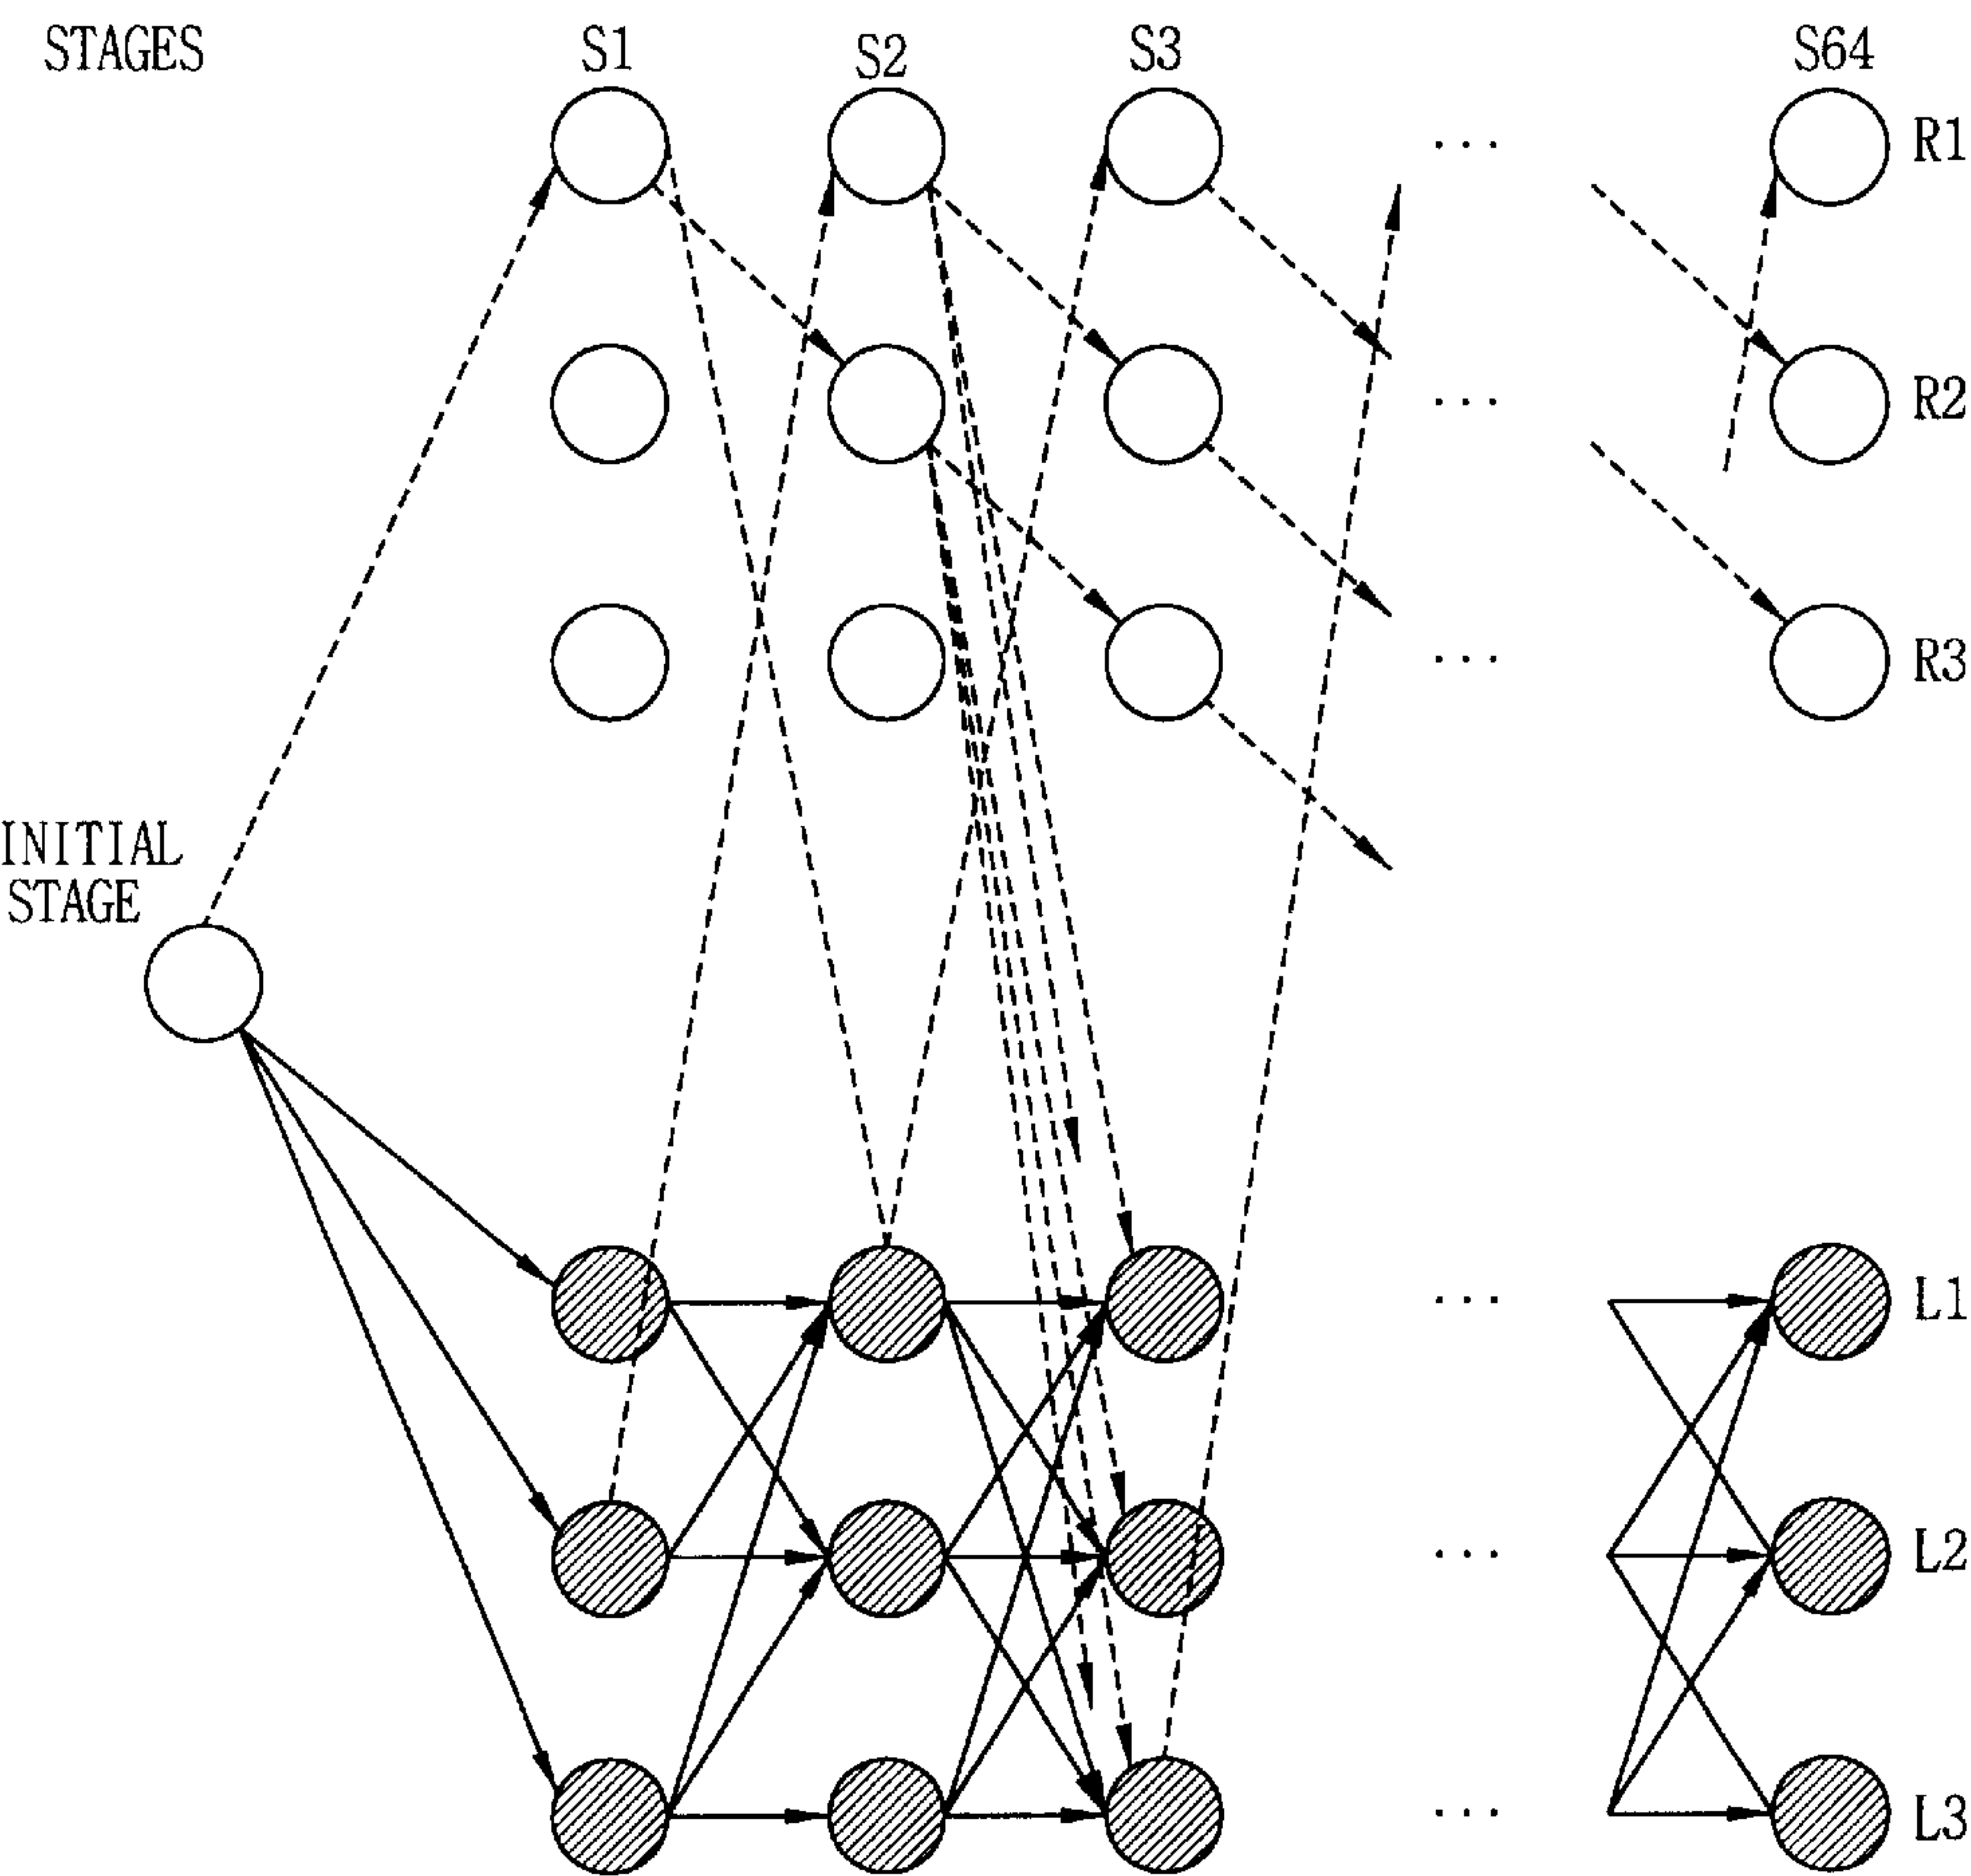 STAGES S1 S2 S3 S64
... R1
... R2
... R3
INITIAL
STAGE
... L1
... L2
... L3